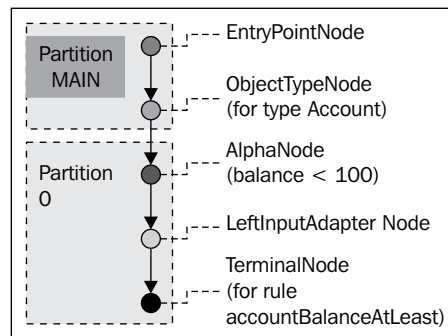 Partition
MAIN
EntryPointNode
ObjectTypeNode
(for type Account)
Partition
0
AlphaNode
(balance < 100)
LeftInputAdapter Node
TerminalNode
(for rule
accountBalanceAtLeast)